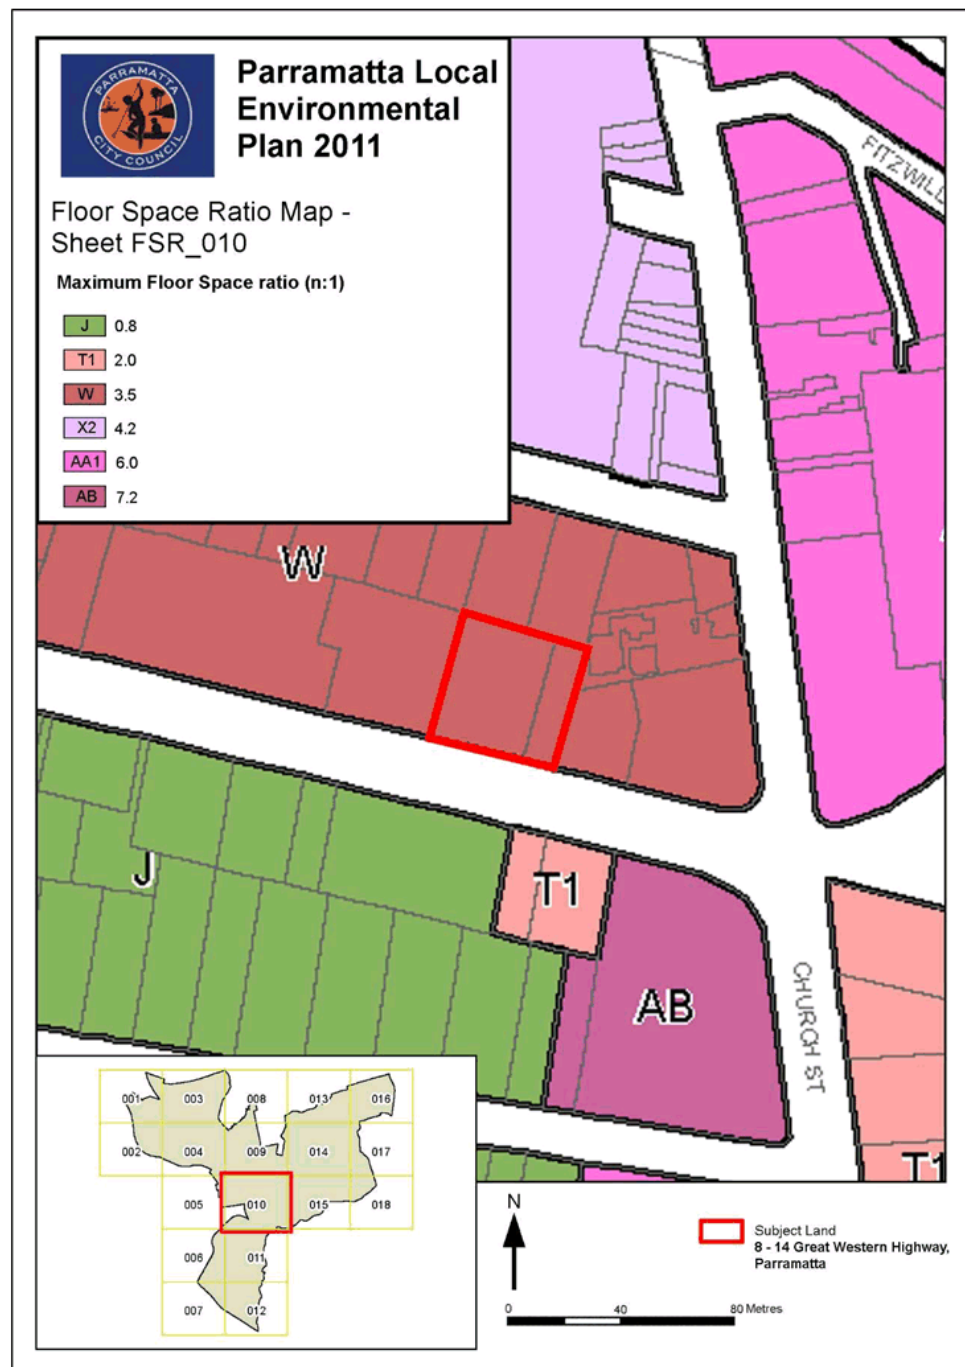 PARRAMATTA
CITY COUNCIL
Parramatta Local
Environmental
Plan 2011
Floor Space Ratio Map -
Sheet FSR_010
Maximum Floor Space ratio (n:1)
J 0.8
T1 2.0
W 3.5
X2 4.2
AA1 6.0
AB 7.2
FITZWILL
W
J
T1
AB
CHURCH ST
T1
001 003 008 013 016
002 004 009 014 017
005 010 015 018
006 011
007 012
N
0 40 80 Metres
Subject Land
8 - 14 Great Western Highway,
Parramatta